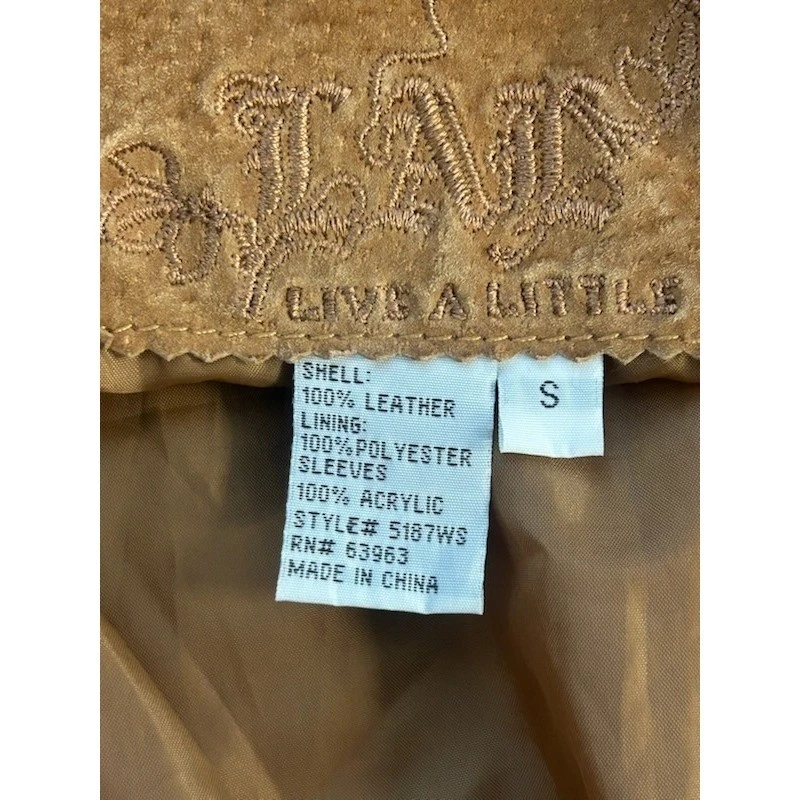 LAL
LIVE A LITTLE
SHELL:
100% LEATHER
LINING:
100%POLYESTER
SLEEVES
100% ACRYLIC
STYLE# 5187WS
RN# 63963
MADE IN CHINA
S